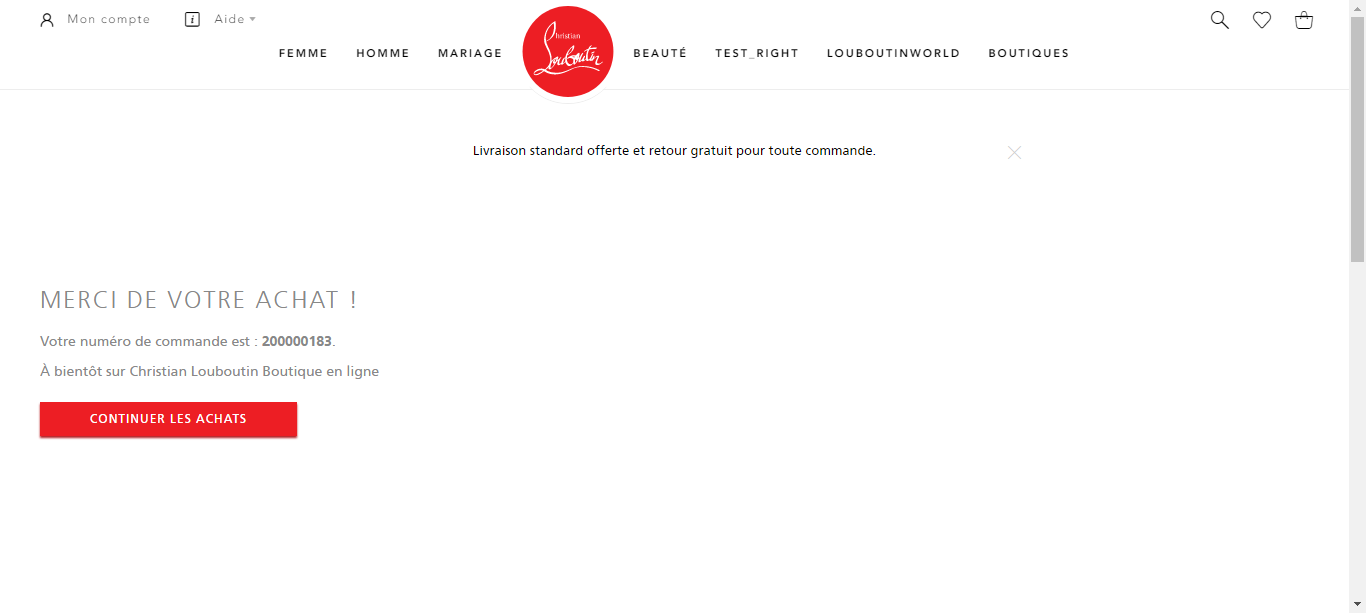 Mon compte
Aide
FEMME HOMME MARIAGE Christian Louboutin BEAUTÉ TEST_RIGHT LOUBOUTINWORLD BOUTIQUES
Livraison standard offerte et retour gratuit pour toute commande.
MERCI DE VOTRE ACHAT !
Votre numéro de commande est : 200000183.
À bientôt sur Christian Louboutin Boutique en ligne
CONTINUER LES ACHATS